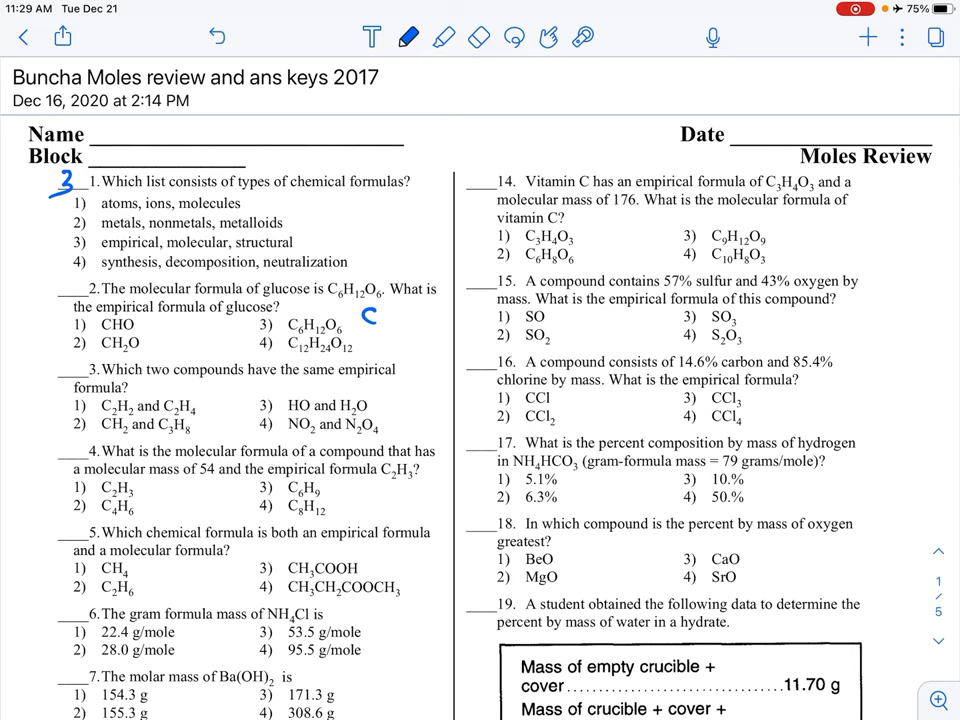 11:29 AM Tue Dec 21
75%
T
Buncha Moles review and ans keys 2017
Dec 16, 2020 at 2:14 PM
Name ____________________
Date ____________________
Block ____________________
Moles Review
3 1. Which list consists of types of chemical formulas?
1) atoms, ions, molecules
2) metals, nonmetals, metalloids
3) empirical, molecular, structural
4) synthesis, decomposition, neutralization
____2. The molecular formula of glucose is C₆H₁₂O₆. What is
the empirical formula of glucose?
C
1) CHO 3) C₆H₁₂O₆
2) CH₂O 4) C₁₂H₂₄O₁₂
____3. Which two compounds have the same empirical
formula?
1) C₂H₂ and C₂H₄ 3) HO and H₂O
2) CH₂ and C₃H₈ 4) NO₂ and N₂O₄
____4. What is the molecular formula of a compound that has
a molecular mass of 54 and the empirical formula C₂H₃?
1) C₂H₃ 3) C₆H₉
2) C₄H₆ 4) C₈H₁₂
____5. Which chemical formula is both an empirical formula
and a molecular formula?
1) CH₄ 3) CH₃COOH
2) C₂H₆ 4) CH₃CH₂COOCH₃
____6. The gram formula mass of NH₄Cl is
1) 22.4 g/mole 3) 53.5 g/mole
2) 28.0 g/mole 4) 95.5 g/mole
____7. The molar mass of Ba(OH)₂ is
1) 154.3 g 3) 171.3 g
2) 155.3 g 4) 308.6 g
____14. Vitamin C has an empirical formula of C₃H₄O₃ and a
molecular mass of 176. What is the molecular formula of
vitamin C?
1) C₃H₄O₃ 3) C₉H₁₂O₉
2) C₆H₈O₆ 4) C₁₀H₈O₃
____15. A compound contains 57% sulfur and 43% oxygen by
mass. What is the empirical formula of this compound?
1) SO 3) SO₃
2) SO₂ 4) S₂O₃
____16. A compound consists of 14.6% carbon and 85.4%
chlorine by mass. What is the empirical formula?
1) CCl 3) CCl₃
2) CCl₂ 4) CCl₄
____17. What is the percent composition by mass of hydrogen
in NH₄HCO₃ (gram-formula mass = 79 grams/mole)?
1) 5.1% 3) 10.%
2) 6.3% 4) 50.%
____18. In which compound is the percent by mass of oxygen
greatest?
1) BeO 3) CaO
2) MgO 4) SrO
____19. A student obtained the following data to determine the
percent by mass of water in a hydrate.
Mass of empty crucible +
cover....................................11.70 g
Mass of crucible + cover +
1
/
5